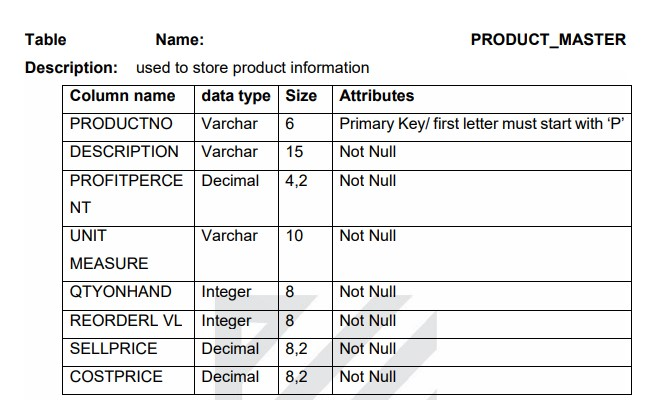 Table Name: PRODUCT_MASTER
Description: used to store product information
Column name data type Size Attributes
PRODUCTNO Varchar 6 Primary Key/ first letter must start with ‘P’
DESCRIPTION Varchar 15 Not Null
PROFITPERCE Decimal 4,2 Not Null
NT
UNIT Varchar 10 Not Null
MEASURE
QTYONHAND Integer 8 Not Null
REORDERL VL Integer 8 Not Null
SELLPRICE Decimal 8,2 Not Null
COSTPRICE Decimal 8,2 Not Null